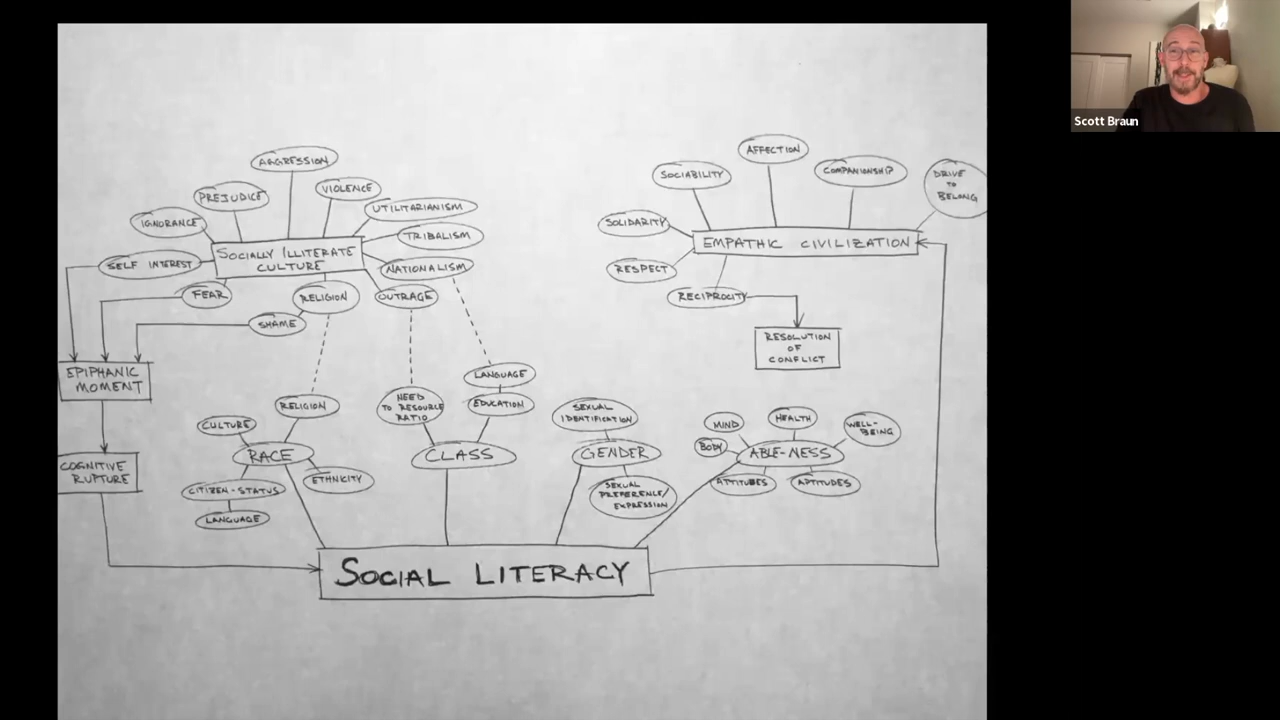 Scott Braun
AGGRESSION
PREJUDICE
VIOLENCE
IGNORANCE
UTILITARIANISM
TRIBALISM
SOCIALLY ILLITERATE
CULTURE
SELF INTEREST
NATIONALISM
FEAR
RELIGION
OUTRAGE
SHAME
EPIPHANIC
MOMENT
COGNITIVE
RUPTURE
AFFECTION
SOCIABILITY
COMPANIONSHIP
DRIVE
TO
BELONG
SOLIDARITY
EMPATHIC CIVILIZATION
RESPECT
RECIPROCITY
RESOLUTION
OF
CONFLICT
RELIGION
CULTURE
RACE
ETHNICITY
CITIZEN-STATUS
LANGUAGE
LANGUAGE
NEED
TO RESOURCE
RATIO
EDUCATION
CLASS
SEXUAL
IDENTIFICATION
GENDER
SEXUAL
PREFERENCE/
EXPRESSION
MIND
HEALTH
WELL-
BEING
BODY
ABLE-NESS
ATTITUDES
APTITUDES
SOCIAL LITERACY